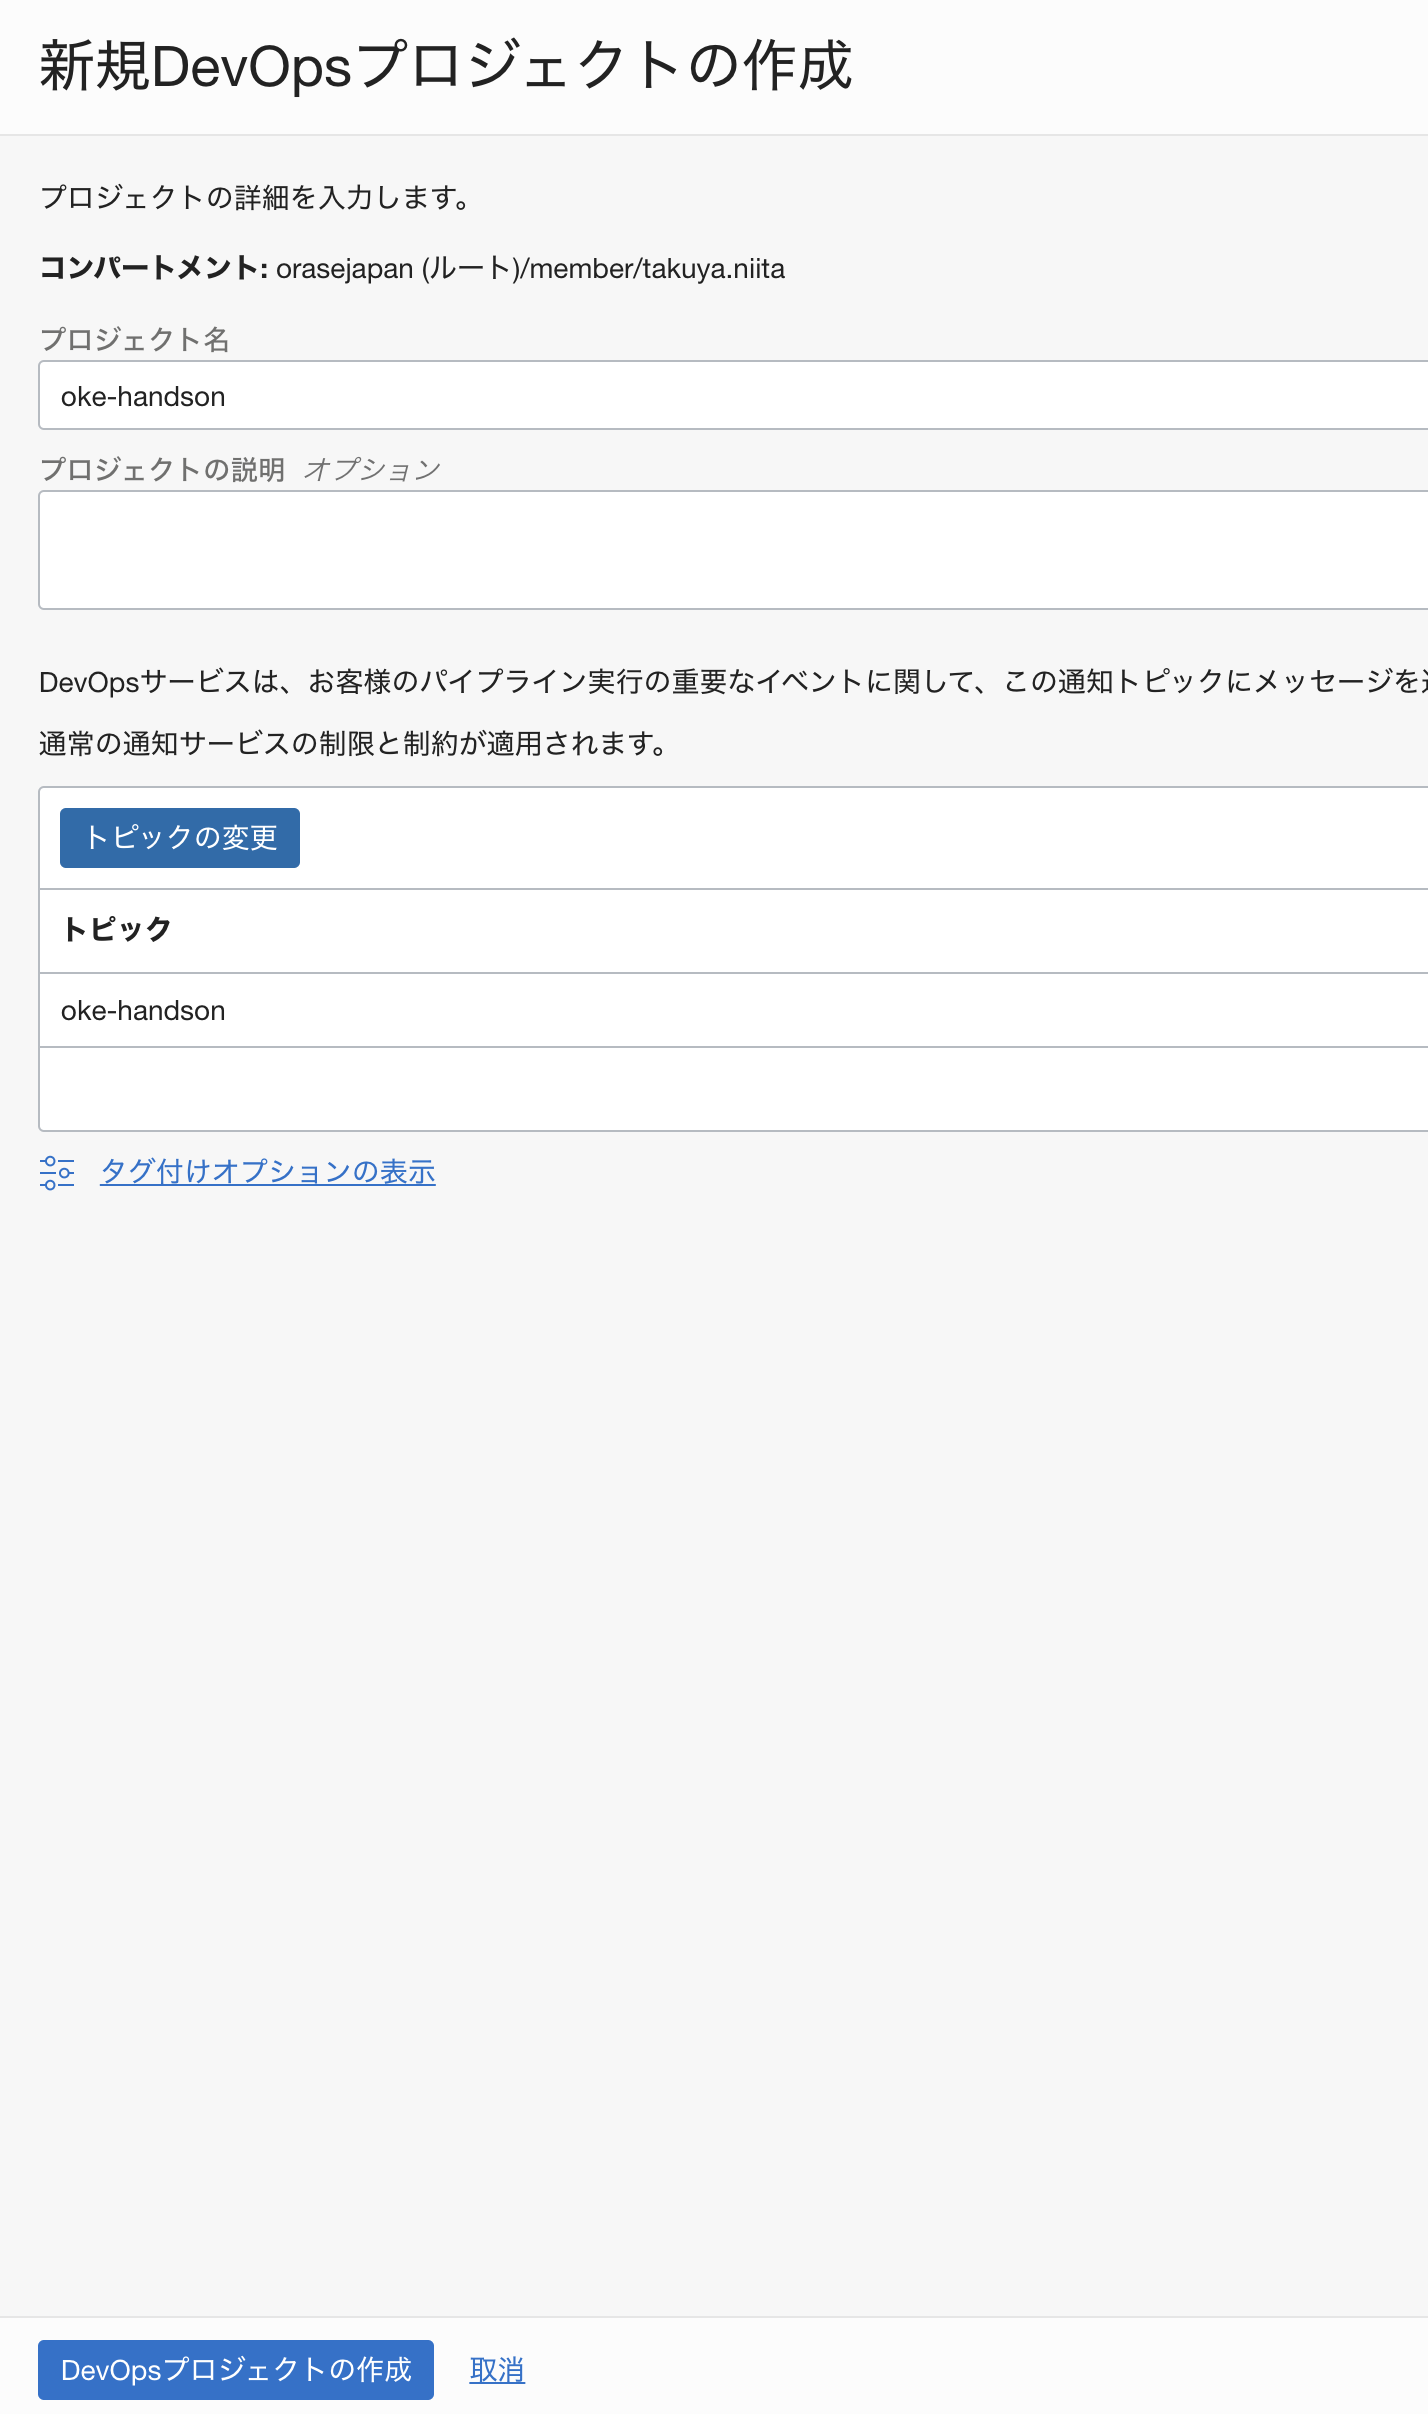 新規DevOpsプロジェクトの作成
プロジェクトの詳細を入力します。
コンパートメント: orasejapan (ルート)/member/takuya.niita
プロジェクト名
oke-handson
プロジェクトの説明 オプション
DevOpsサービスは、お客様のパイプライン実行の重要なイベントに関して、この通知トピックにメッセージを
通常の通知サービスの制限と制約が適用されます。
トピックの変更
トピック
oke-handson
タグ付けオプションの表示
DevOpsプロジェクトの作成 取消